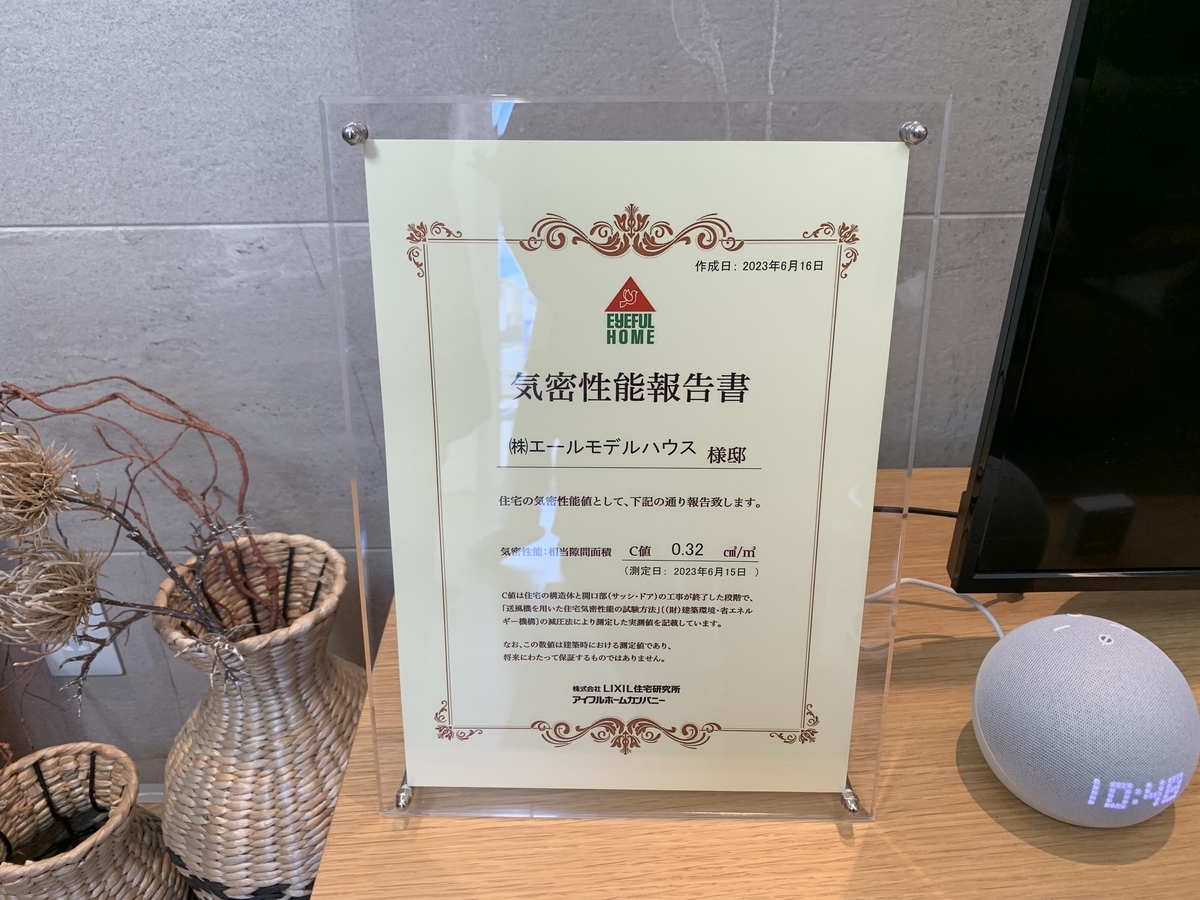 作成日: 2023年6月16日
EYEFUL
HOME
気密性能報告書
㈱エールモデルハウス 様邸
住宅の気密性能値として、下記の通り報告致します。
気密性能:相当隙間面積 C値 0.32 c㎡/㎡
(測定日: 2023年6月15日 )
C値は住宅の構造体と開口部(サッシ・ドア)の工事が終了した段階で、
「送風機を用いた住宅気密性能の試験方法」[(財)建築環境・省エネル
ギー機構]の減圧法により測定した実測値を記載しています。
なお、この数値は建築時における測定値であり、
将来にわたって保証するものではありません。
株式会社 LIXIL住宅研究所
アイフルホームカンパニー
10:48